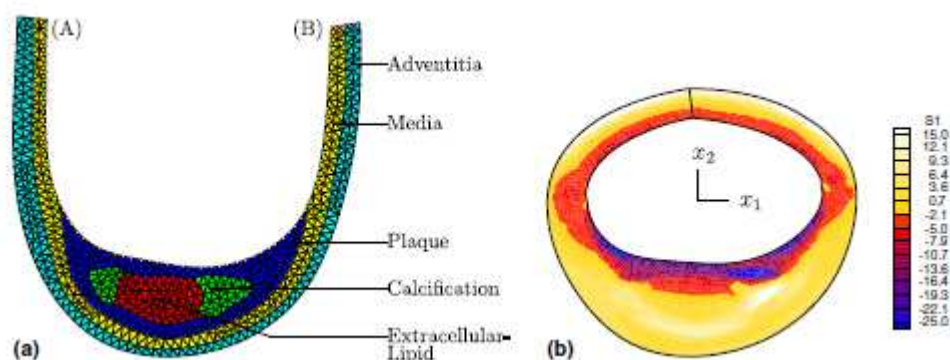 (A)
(B)
Adventitia
Media
Plaque
Calcification
Extracellular-
Lipid
(a)
x₂
x₁
(b)
S1
15.0
12.1
9.3
6.4
3.6
0.7
-2.1
-5.0
-7.9
-10.7
-13.6
-16.4
-19.3
-22.1
-25.0